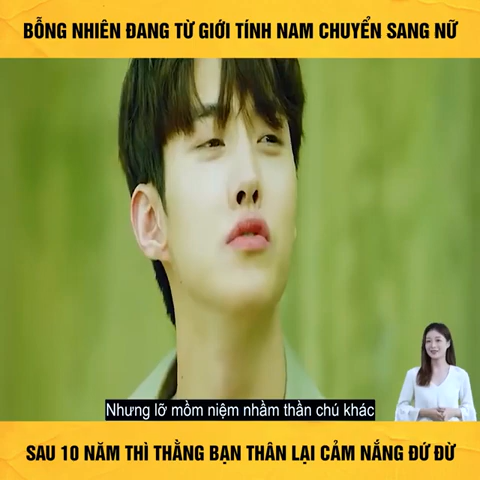 BỖNG NHIÊN ĐANG TỪ GIỚI TÍNH NAM CHUYỂN SANG NỮ
Nhưng lỡ mồm niệm nhầm thần chú khác
SAU 10 NĂM THÌ THẰNG BẠN THÂN LẠI CẢM NẮNG ĐỨ ĐỪ